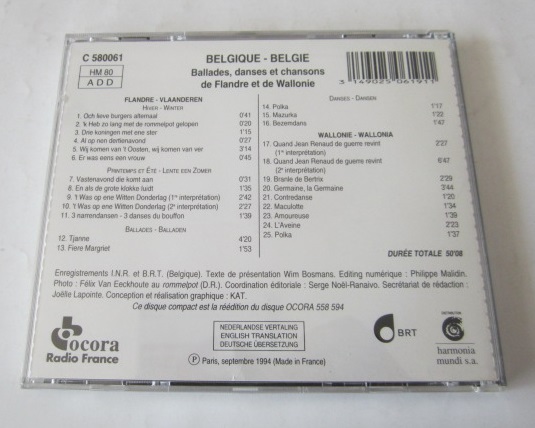 C 580061
HM 80
A D D
BELGIQUE - BELGIE
Ballades, danses et chansons
de Flandre et de Wallonie
3 149025 061911
FLANDRE - VLAANDEREN
HIVER - WINTER
1. Och lieve burgers altemaal 0'41
2. 'k Heb zo lang met de rommelpot gelopen 0'20
3. Drie koningen met ene ster 1'15
4. Al op nen dertienavond 0'27
5. Wij komen van 't Oosten, wij komen van ver 3'14
6. Er was eens een vrouw 0'45
PRINTEMPS ET ÉTÉ - LENTE EEN ZOMER
7. Vastenavond die komt aan 0'31
8. En als de grote klokke luidt 1'35
9. 't Was op ene Witten Donderdag (1e interprétation) 2'42
10. 't Was op ene Witten Donderdag (2e interprétation) 2'27
11. 3 narrendansen - 3 danses du bouffon 1'39
BALLADES - BALLADEN
12. Tjanne 4'20
13. Fiere Margriet 1'53
DANSES - DANSEN
14. Polka 1'17
15. Mazurka 1'22
16. Bezemdans 1'47
WALLONIE - WALLONIA
17. Quand Jean Renaud de guerre revint 2'27
(1e interprétation)
18. Quand Jean Renaud de guerre revint 6'47
(2e interprétation)
19. Branle de Bertrix 2'29
20. Germaine, la Germaine 3'44
21. Contredanse 1'20
22. Maculotte 1'34
23. Amoureuse 1'39
24. L'Aveine 2'23
25. Polka 1'37
DURÉE TOTALE 50'08
Enregistrements I.N.R. et B.R.T. (Belgique). Texte de présentation Wim Bosmans. Editing numérique : Philippe Malidin.
Photo : Félix Van Eeckhoute au rommelpot (D.R.). Coordination éditoriale : Serge Noël-Ranaivo. Secrétariat de rédaction :
Joëlle Lapointe. Conception et réalisation graphique : KAT.
Ce disque compact est la réédition du disque OCORA 558 594
ocora
Radio France
NEDERLANDSE VERTALING
ENGLISH TRANSLATION
DEUTSCHE ÜBERSETZUNG
P Paris, septembre 1994 (Made in France)
BRT
harmonia
mundi s.a.